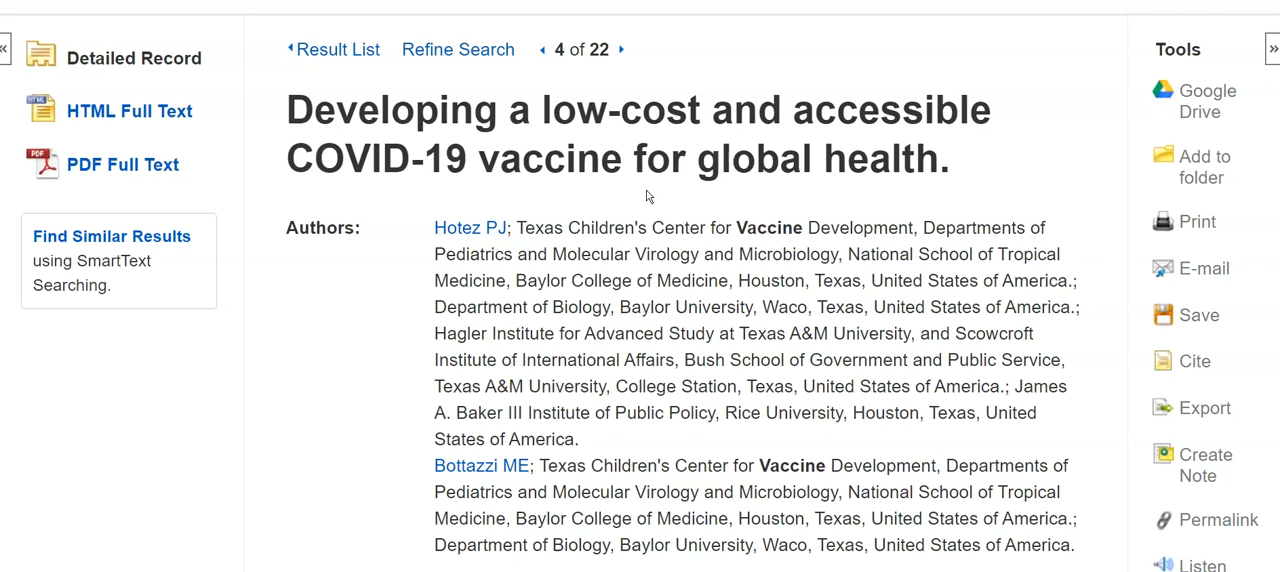 «
Detailed Record
HTML Full Text
PDF Full Text
Find Similar Results
using SmartText
Searching.
Result List Refine Search 4 of 22
Developing a low-cost and accessible
COVID-19 vaccine for global health.
Authors:
Hotez PJ; Texas Children's Center for Vaccine Development, Departments of
Pediatrics and Molecular Virology and Microbiology, National School of Tropical
Medicine, Baylor College of Medicine, Houston, Texas, United States of America.;
Department of Biology, Baylor University, Waco, Texas, United States of America.;
Hagler Institute for Advanced Study at Texas A&M University, and Scowcroft
Institute of International Affairs, Bush School of Government and Public Service,
Texas A&M University, College Station, Texas, United States of America.; James
A. Baker III Institute of Public Policy, Rice University, Houston, Texas, United
States of America.
Bottazzi ME; Texas Children's Center for Vaccine Development, Departments of
Pediatrics and Molecular Virology and Microbiology, National School of Tropical
Medicine, Baylor College of Medicine, Houston, Texas, United States of America.;
Department of Biology, Baylor University, Waco, Texas, United States of America.
Tools
»
Google
Drive
Add to
folder
Print
E-mail
Save
Cite
Export
Create
Note
Permalink
Listen